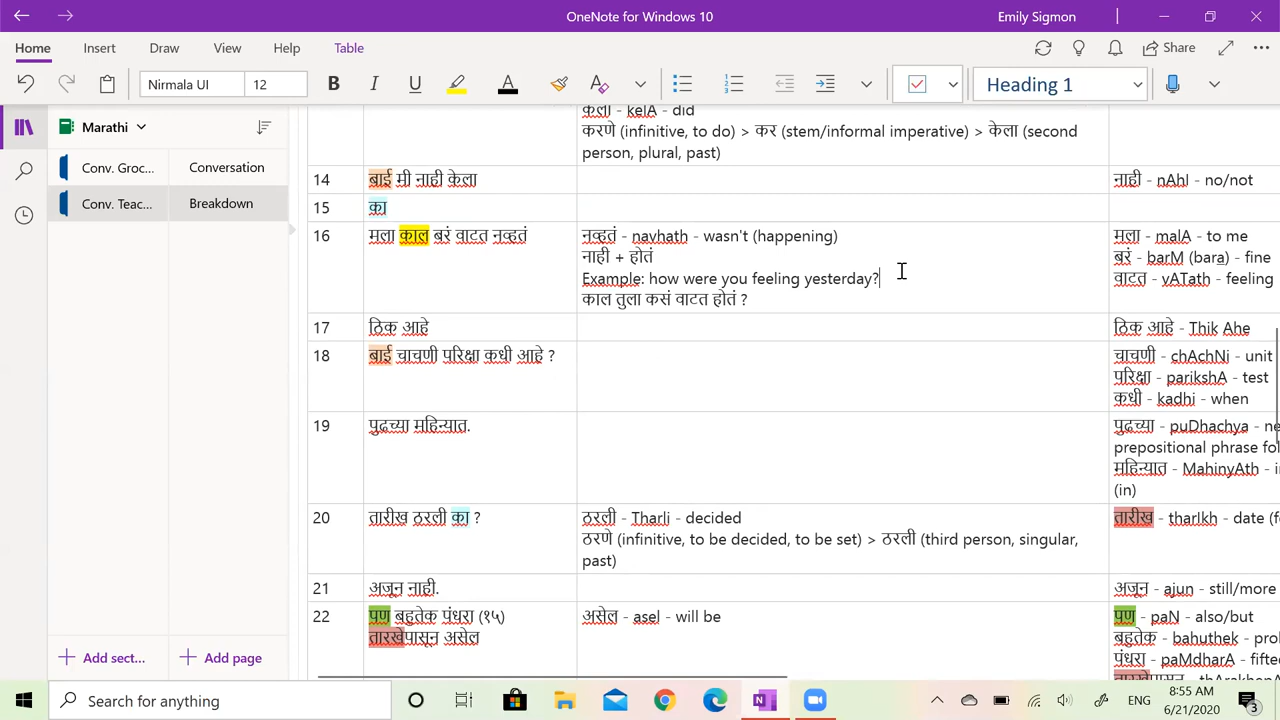 OneNote for Windows 10
Emily Sigmon
Home Insert Draw View Help Table
Share
Nirmala UI 12 B I U A Heading 1
Marathi
Conv. Groc...
Conv. Teac...
Conversation
Breakdown
केला - kelA - did
करणे (infinitive, to do) > कर (stem/informal imperative) > केला (second
person, plural, past)
14 बाई मी नाही केला नाही - nAhI - no/not
15 का
16 मला काल बरं वाटत नव्हतं
नव्हतं - navhath - wasn't (happening)
नाही + होतं
Example: how were you feeling yesterday?
काल तुला कसं वाटत होतं ?
मला - malA - to me
बरं - barM (bara) - fine
वाटत - vATath - feeling
17 ठिक आहे ठिक आहे - Thik Ahe
18 बाई चाचणी परिक्षा कधी आहे ?
चाचणी - chAchNi - unit
परिक्षा - parikshA - test
कधी - kadhi - when
19 पुढच्या महिन्यात.
पुढच्या - puDhachya - ne
prepositional phrase fol
महिन्यात - MahinyAth - i
(in)
20 तारीख ठरली का ?
ठरली - Tharli - decided
ठरणे (infinitive, to be decided, to be set) > ठरली (third person, singular,
past)
तारीख - tharIkh - date (f
21 अजून नाही. अजून - ajun - still/more
22 पण बहुतेक पंधरा (१५)
तारखेपासून असेल
असेल - asel - will be
पण - paN - also/but
बहुतेक - bahuthek - pro
पंधरा - paMdharA - fifte
Add sect...
Add page
Search for anything
ENG
8:55 AM
6/21/2020
3